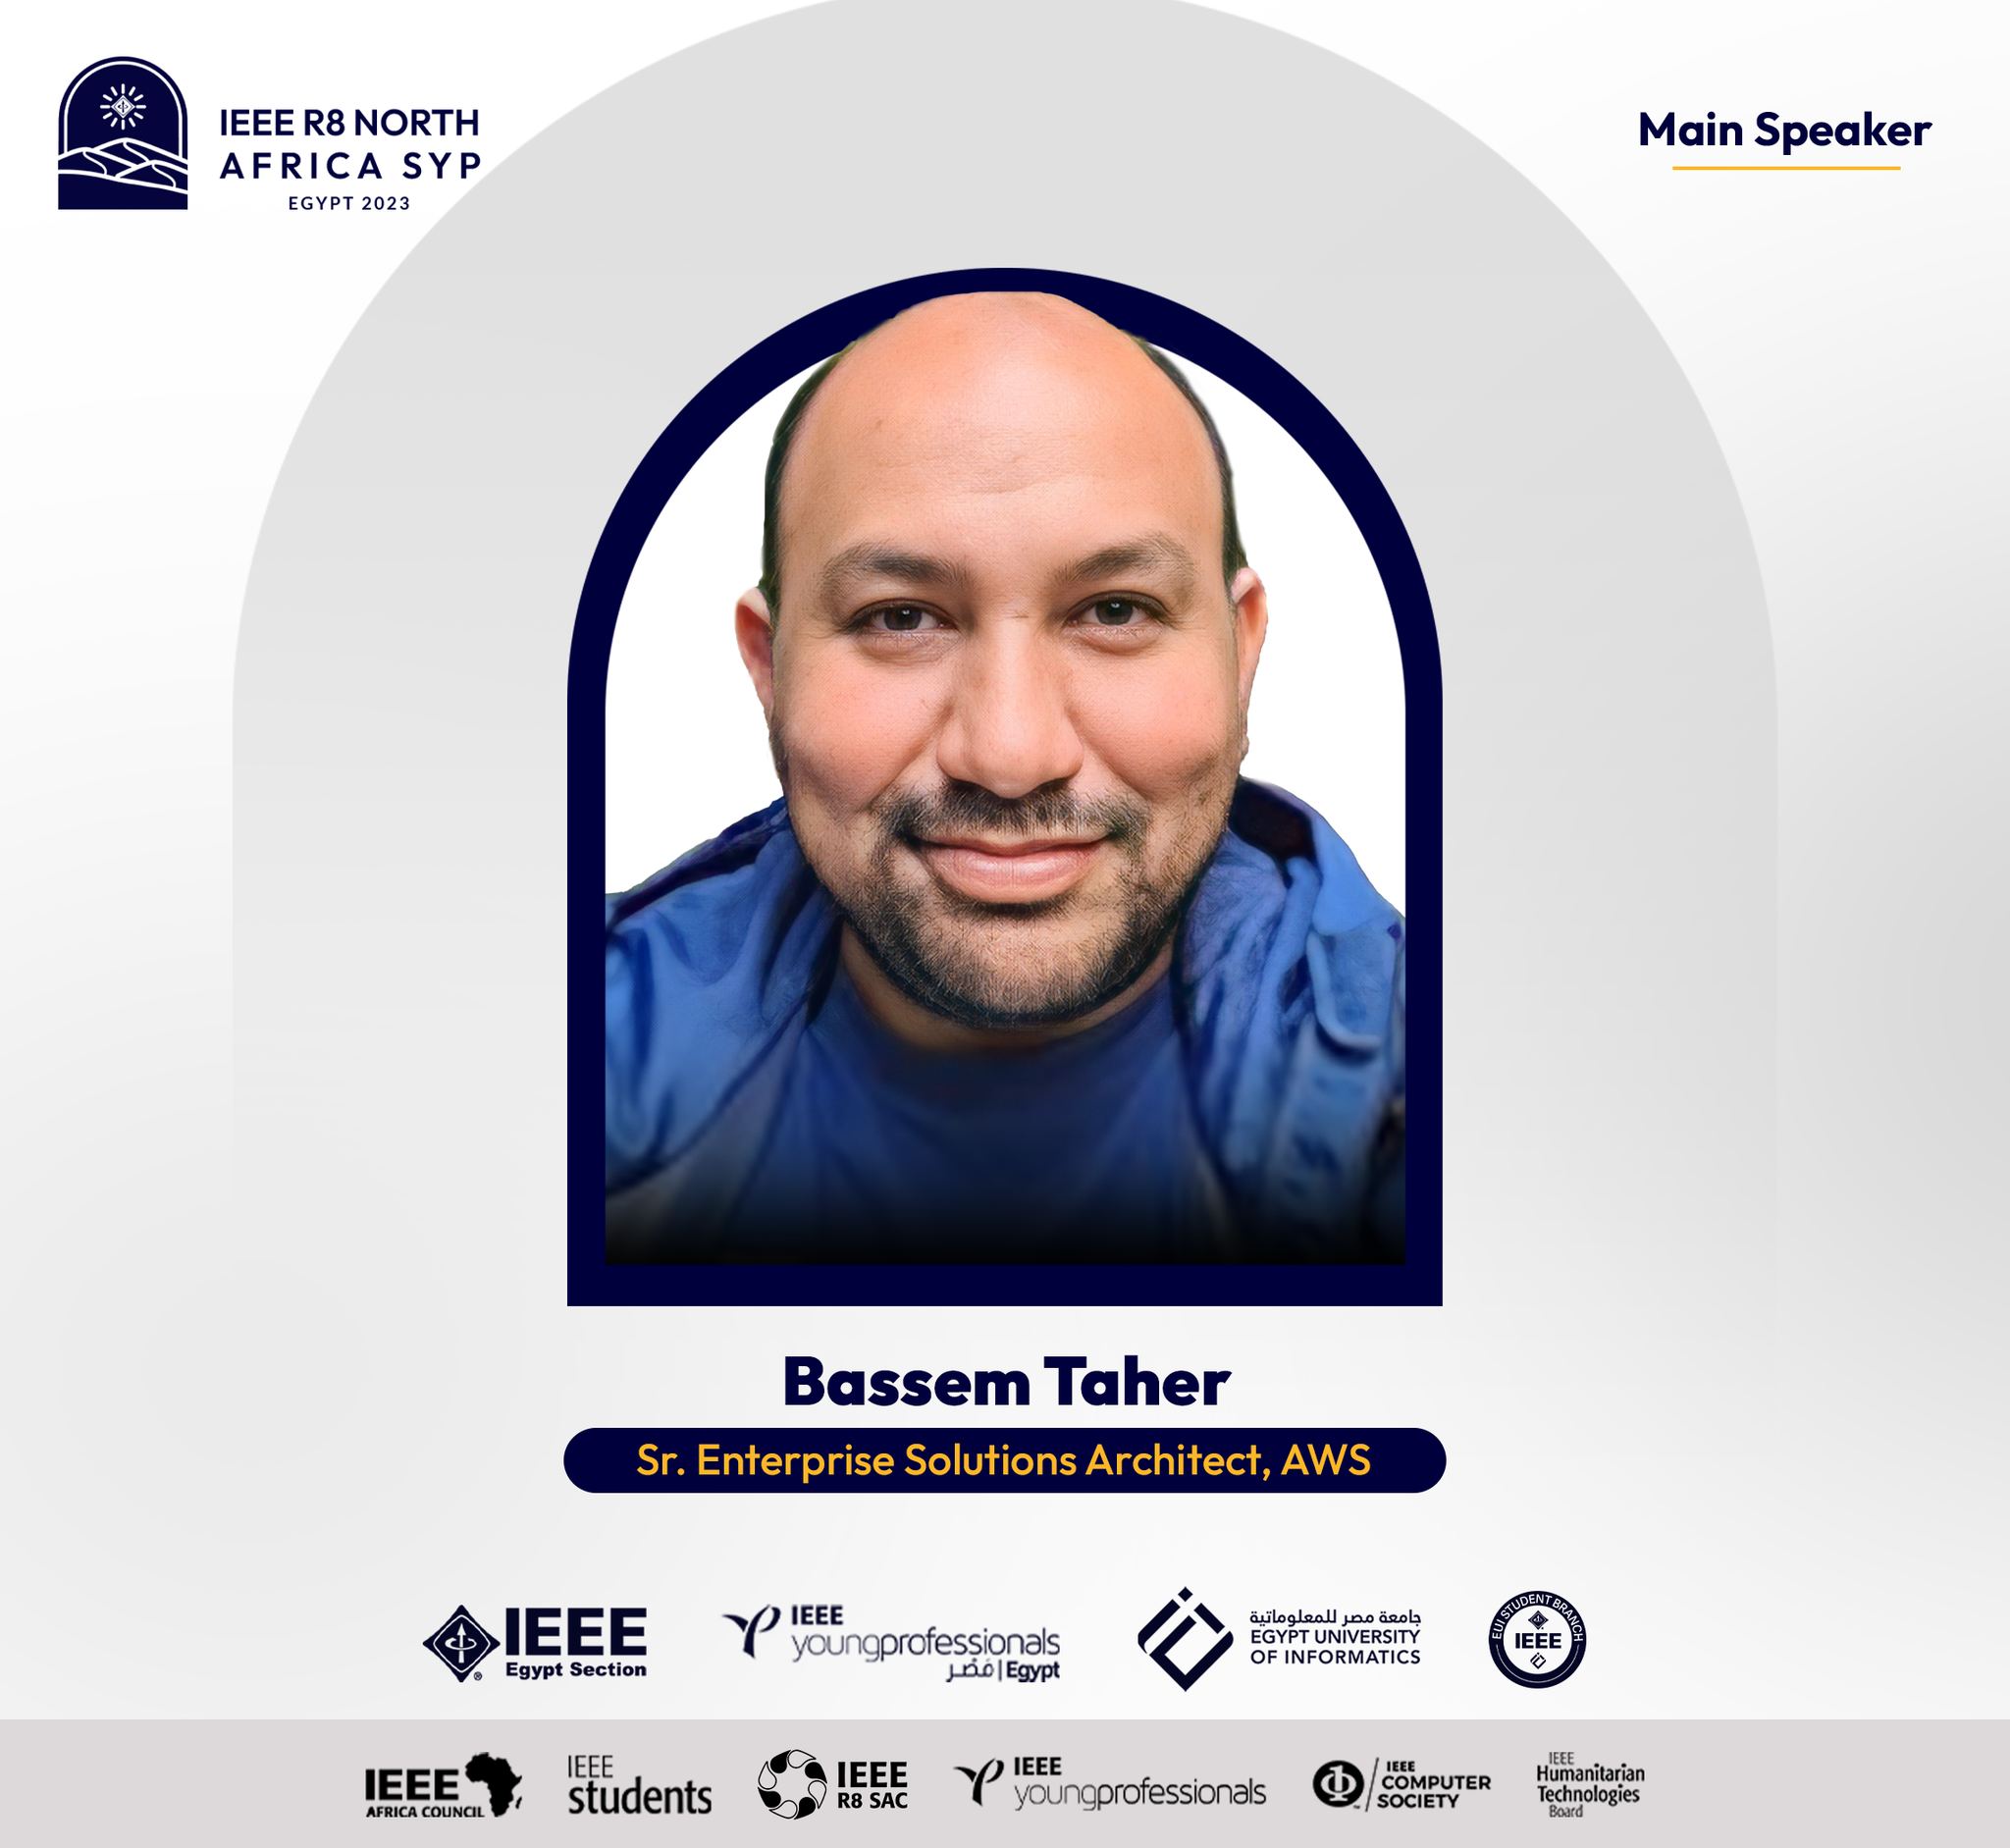 IEEE R8 NORTH
AFRICA SYP
EGYPT 2023
Main Speaker
Bassem Taher
Sr. Enterprise Solutions Architect, AWS
IEEE
Egypt Section
IEEE
youngprofessionals
مَصْر | Egypt
جامعة مصر للمعلوماتية
EGYPT UNIVERSITY
OF INFORMATICS
EUI STUDENT BRANCH
IEEE
IEEE
AFRICA COUNCIL
IEEE
students
IEEE
R8 SAC
IEEE
youngprofessionals
IEEE
COMPUTER
SOCIETY
IEEE
Humanitarian
Technologies
Board